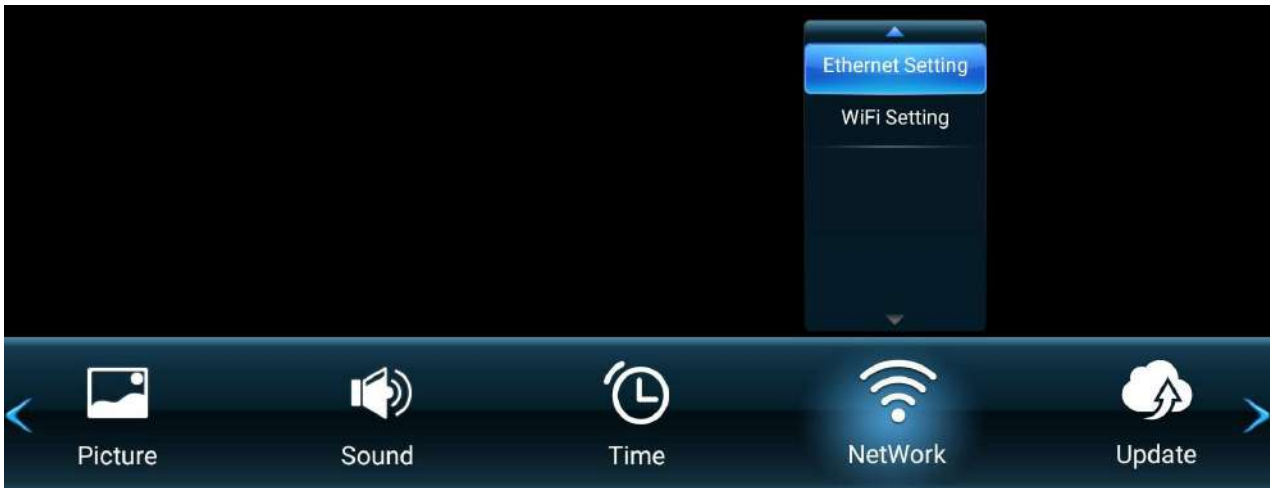 Ethernet Setting
WiFi Setting
Picture
Sound
Time
NetWork
Update